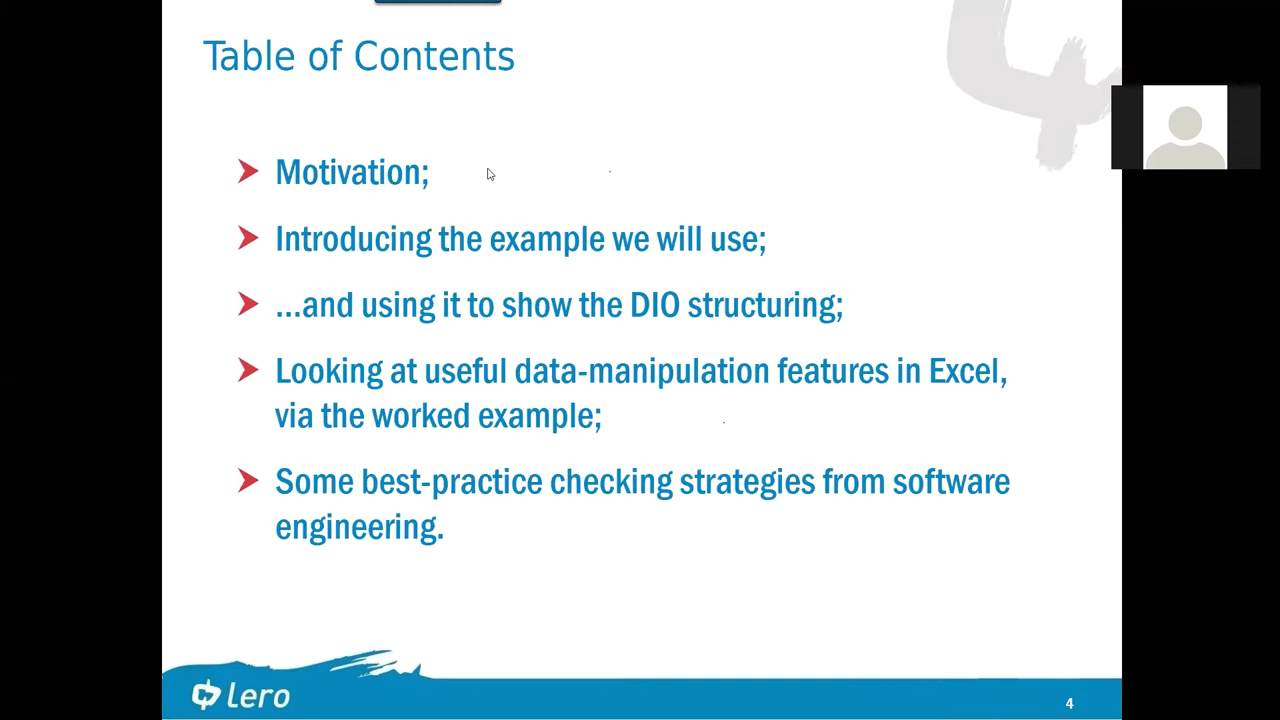 Table of Contents
Motivation;
Introducing the example we will use;
...and using it to show the DIO structuring;
Looking at useful data-manipulation features in Excel,
via the worked example;
Some best-practice checking strategies from software
engineering.
Lero
4